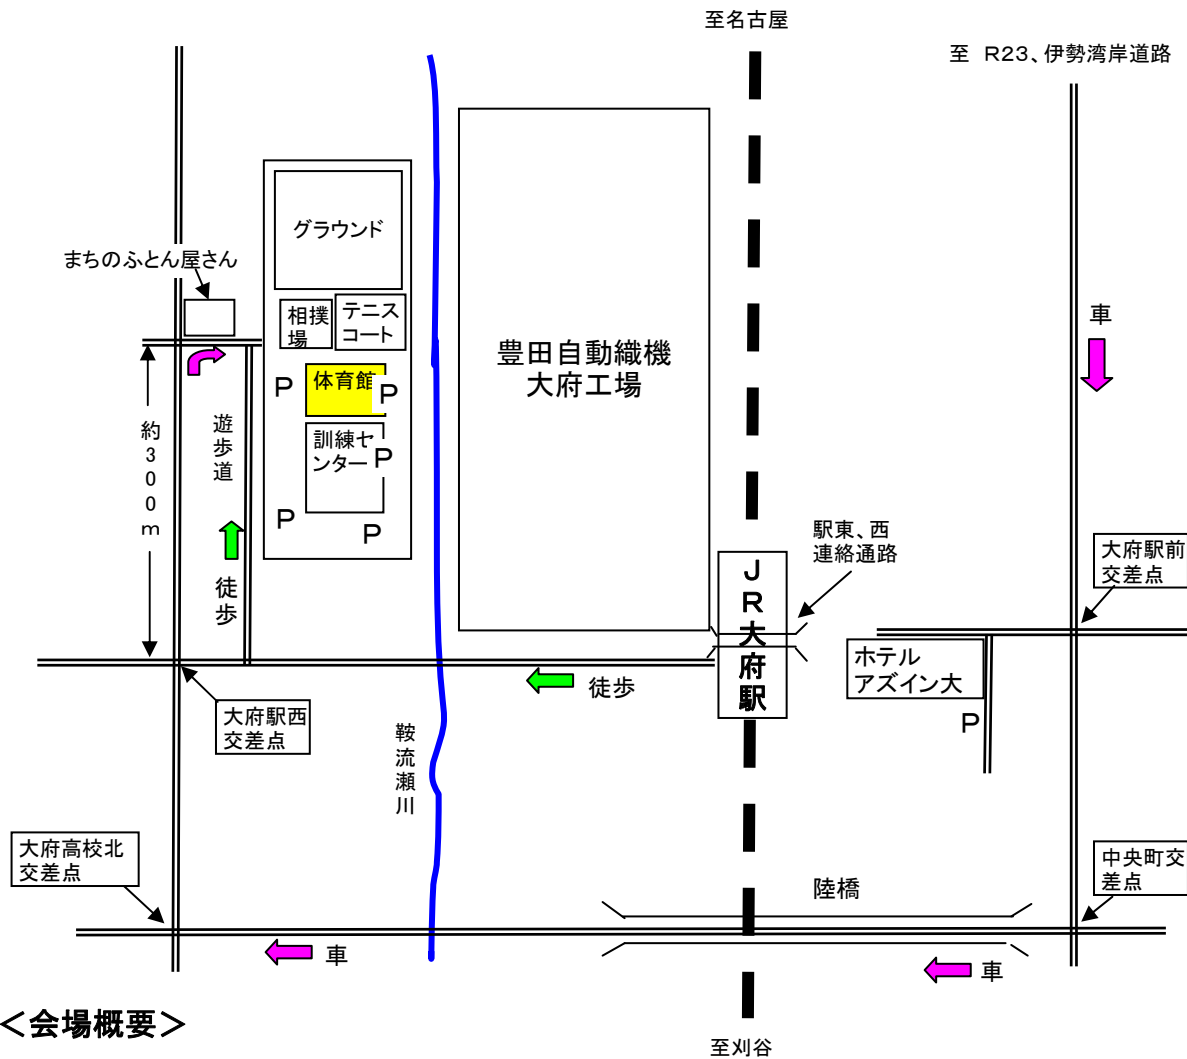 至名古屋
至 R23、伊勢湾岸道路
グラウンド
まちのふとん屋さん
相撲
場
テニス
コート
車
豊田自動織機
大府工場
体育館
P
P
約300m
遊歩道
訓練セ
ンター
P
P
P
駅東、西
連絡通路
大府駅前
交差点
徒歩
JR大府駅
ホテル
アズイン大
徒歩
大府駅西
交差点
P
鞍流瀬川
大府高校北
交差点
中央町交
差点
陸橋
車
車
<会場概要>
至刈谷